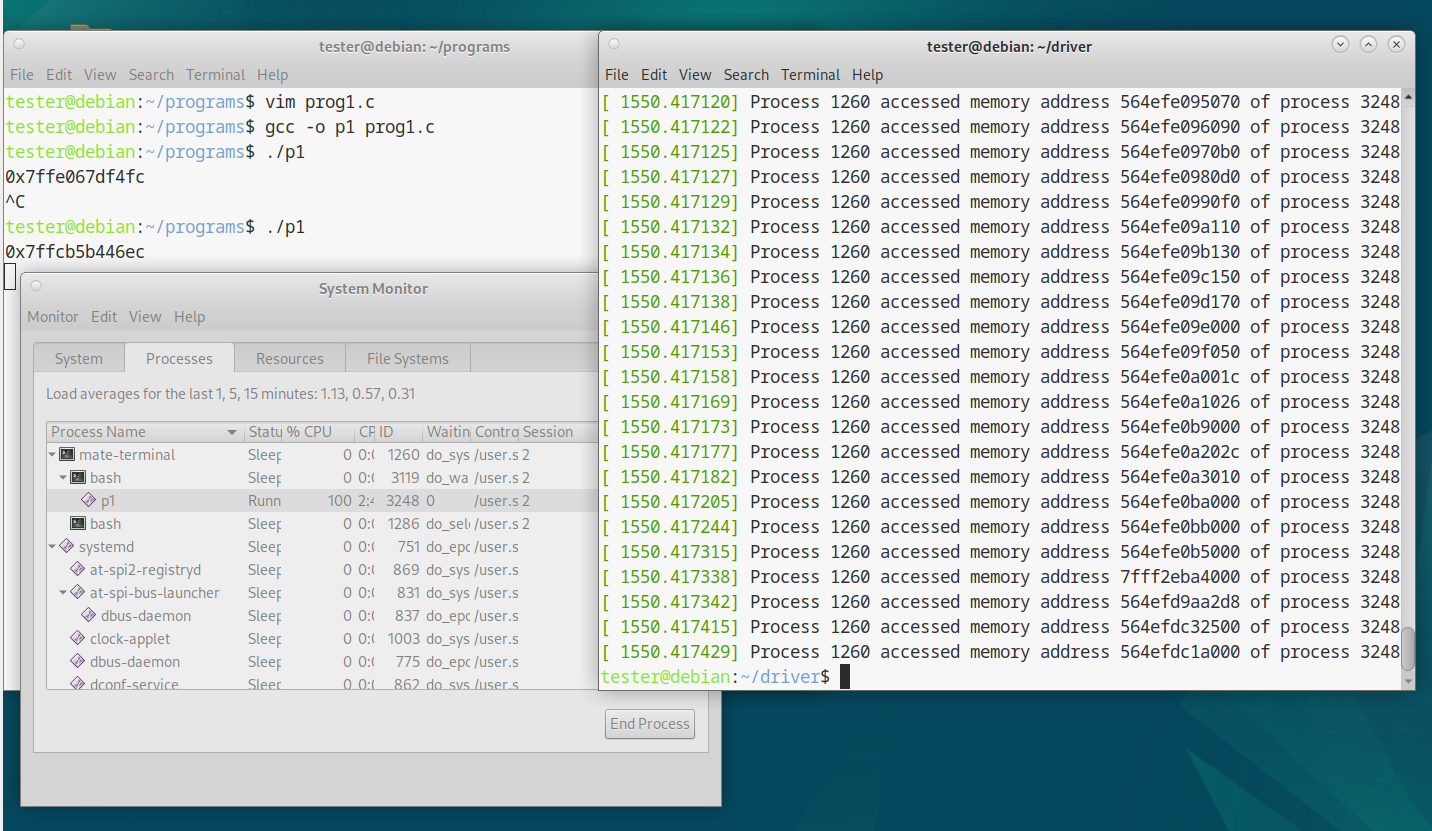 tester@debian: ~/programs
File Edit View Search Terminal Help
tester@debian:~/programs$ vim prog1.c
tester@debian:~/programs$ gcc -o p1 prog1.c
tester@debian:~/programs$ ./p1
0x7ffe067df4fc
^C
tester@debian:~/programs$ ./p1
0x7ffcb5b446ec
System Monitor
Monitor Edit View Help
System Processes Resources File Systems
Load averages for the last 1, 5, 15 minutes: 1.13, 0.57, 0.31
Process Name Statu % CPU CP ID Waitin Contro Session
mate-terminal Sleep 0 0:0 1260 do_sys /user.s 2
bash Sleep 0 0:0 3119 do_wa /user.s 2
p1 Runn 100 2:4 3248 0 /user.s 2
bash Sleep 0 0:0 1286 do_sele /user.s 2
systemd Sleep 0 0:0 751 do_epo /user.s
at-spi2-registryd Sleep 0 0:0 869 do_sys /user.s
at-spi-bus-launcher Sleep 0 0:0 831 do_sys /user.s
dbus-daemon Sleep 0 0:0 837 do_epo /user.s
clock-applet Sleep 0 0:0 1003 do_sys /user.s
dbus-daemon Sleep 0 0:0 775 do_epo /user.s
dconf-service Sleep 0 0:0 862 do_sys /user.s
End Process
tester@debian: ~/driver
File Edit View Search Terminal Help
[ 1550.417120] Process 1260 accessed memory address 564efe095070 of process 3248
[ 1550.417122] Process 1260 accessed memory address 564efe096090 of process 3248
[ 1550.417125] Process 1260 accessed memory address 564efe0970b0 of process 3248
[ 1550.417127] Process 1260 accessed memory address 564efe0980d0 of process 3248
[ 1550.417129] Process 1260 accessed memory address 564efe0990f0 of process 3248
[ 1550.417132] Process 1260 accessed memory address 564efe09a110 of process 3248
[ 1550.417134] Process 1260 accessed memory address 564efe09b130 of process 3248
[ 1550.417136] Process 1260 accessed memory address 564efe09c150 of process 3248
[ 1550.417138] Process 1260 accessed memory address 564efe09d170 of process 3248
[ 1550.417146] Process 1260 accessed memory address 564efe09e000 of process 3248
[ 1550.417153] Process 1260 accessed memory address 564efe09f050 of process 3248
[ 1550.417158] Process 1260 accessed memory address 564efe0a001c of process 3248
[ 1550.417169] Process 1260 accessed memory address 564efe0a1026 of process 3248
[ 1550.417173] Process 1260 accessed memory address 564efe0b9000 of process 3248
[ 1550.417177] Process 1260 accessed memory address 564efe0a202c of process 3248
[ 1550.417182] Process 1260 accessed memory address 564efe0a3010 of process 3248
[ 1550.417205] Process 1260 accessed memory address 564efe0ba000 of process 3248
[ 1550.417244] Process 1260 accessed memory address 564efe0bb000 of process 3248
[ 1550.417315] Process 1260 accessed memory address 564efe0b5000 of process 3248
[ 1550.417338] Process 1260 accessed memory address 7fff2eba4000 of process 3248
[ 1550.417342] Process 1260 accessed memory address 564efd9aa2d8 of process 3248
[ 1550.417415] Process 1260 accessed memory address 564efdc32500 of process 3248
[ 1550.417429] Process 1260 accessed memory address 564efdc1a000 of process 3248
tester@debian:~/driver$